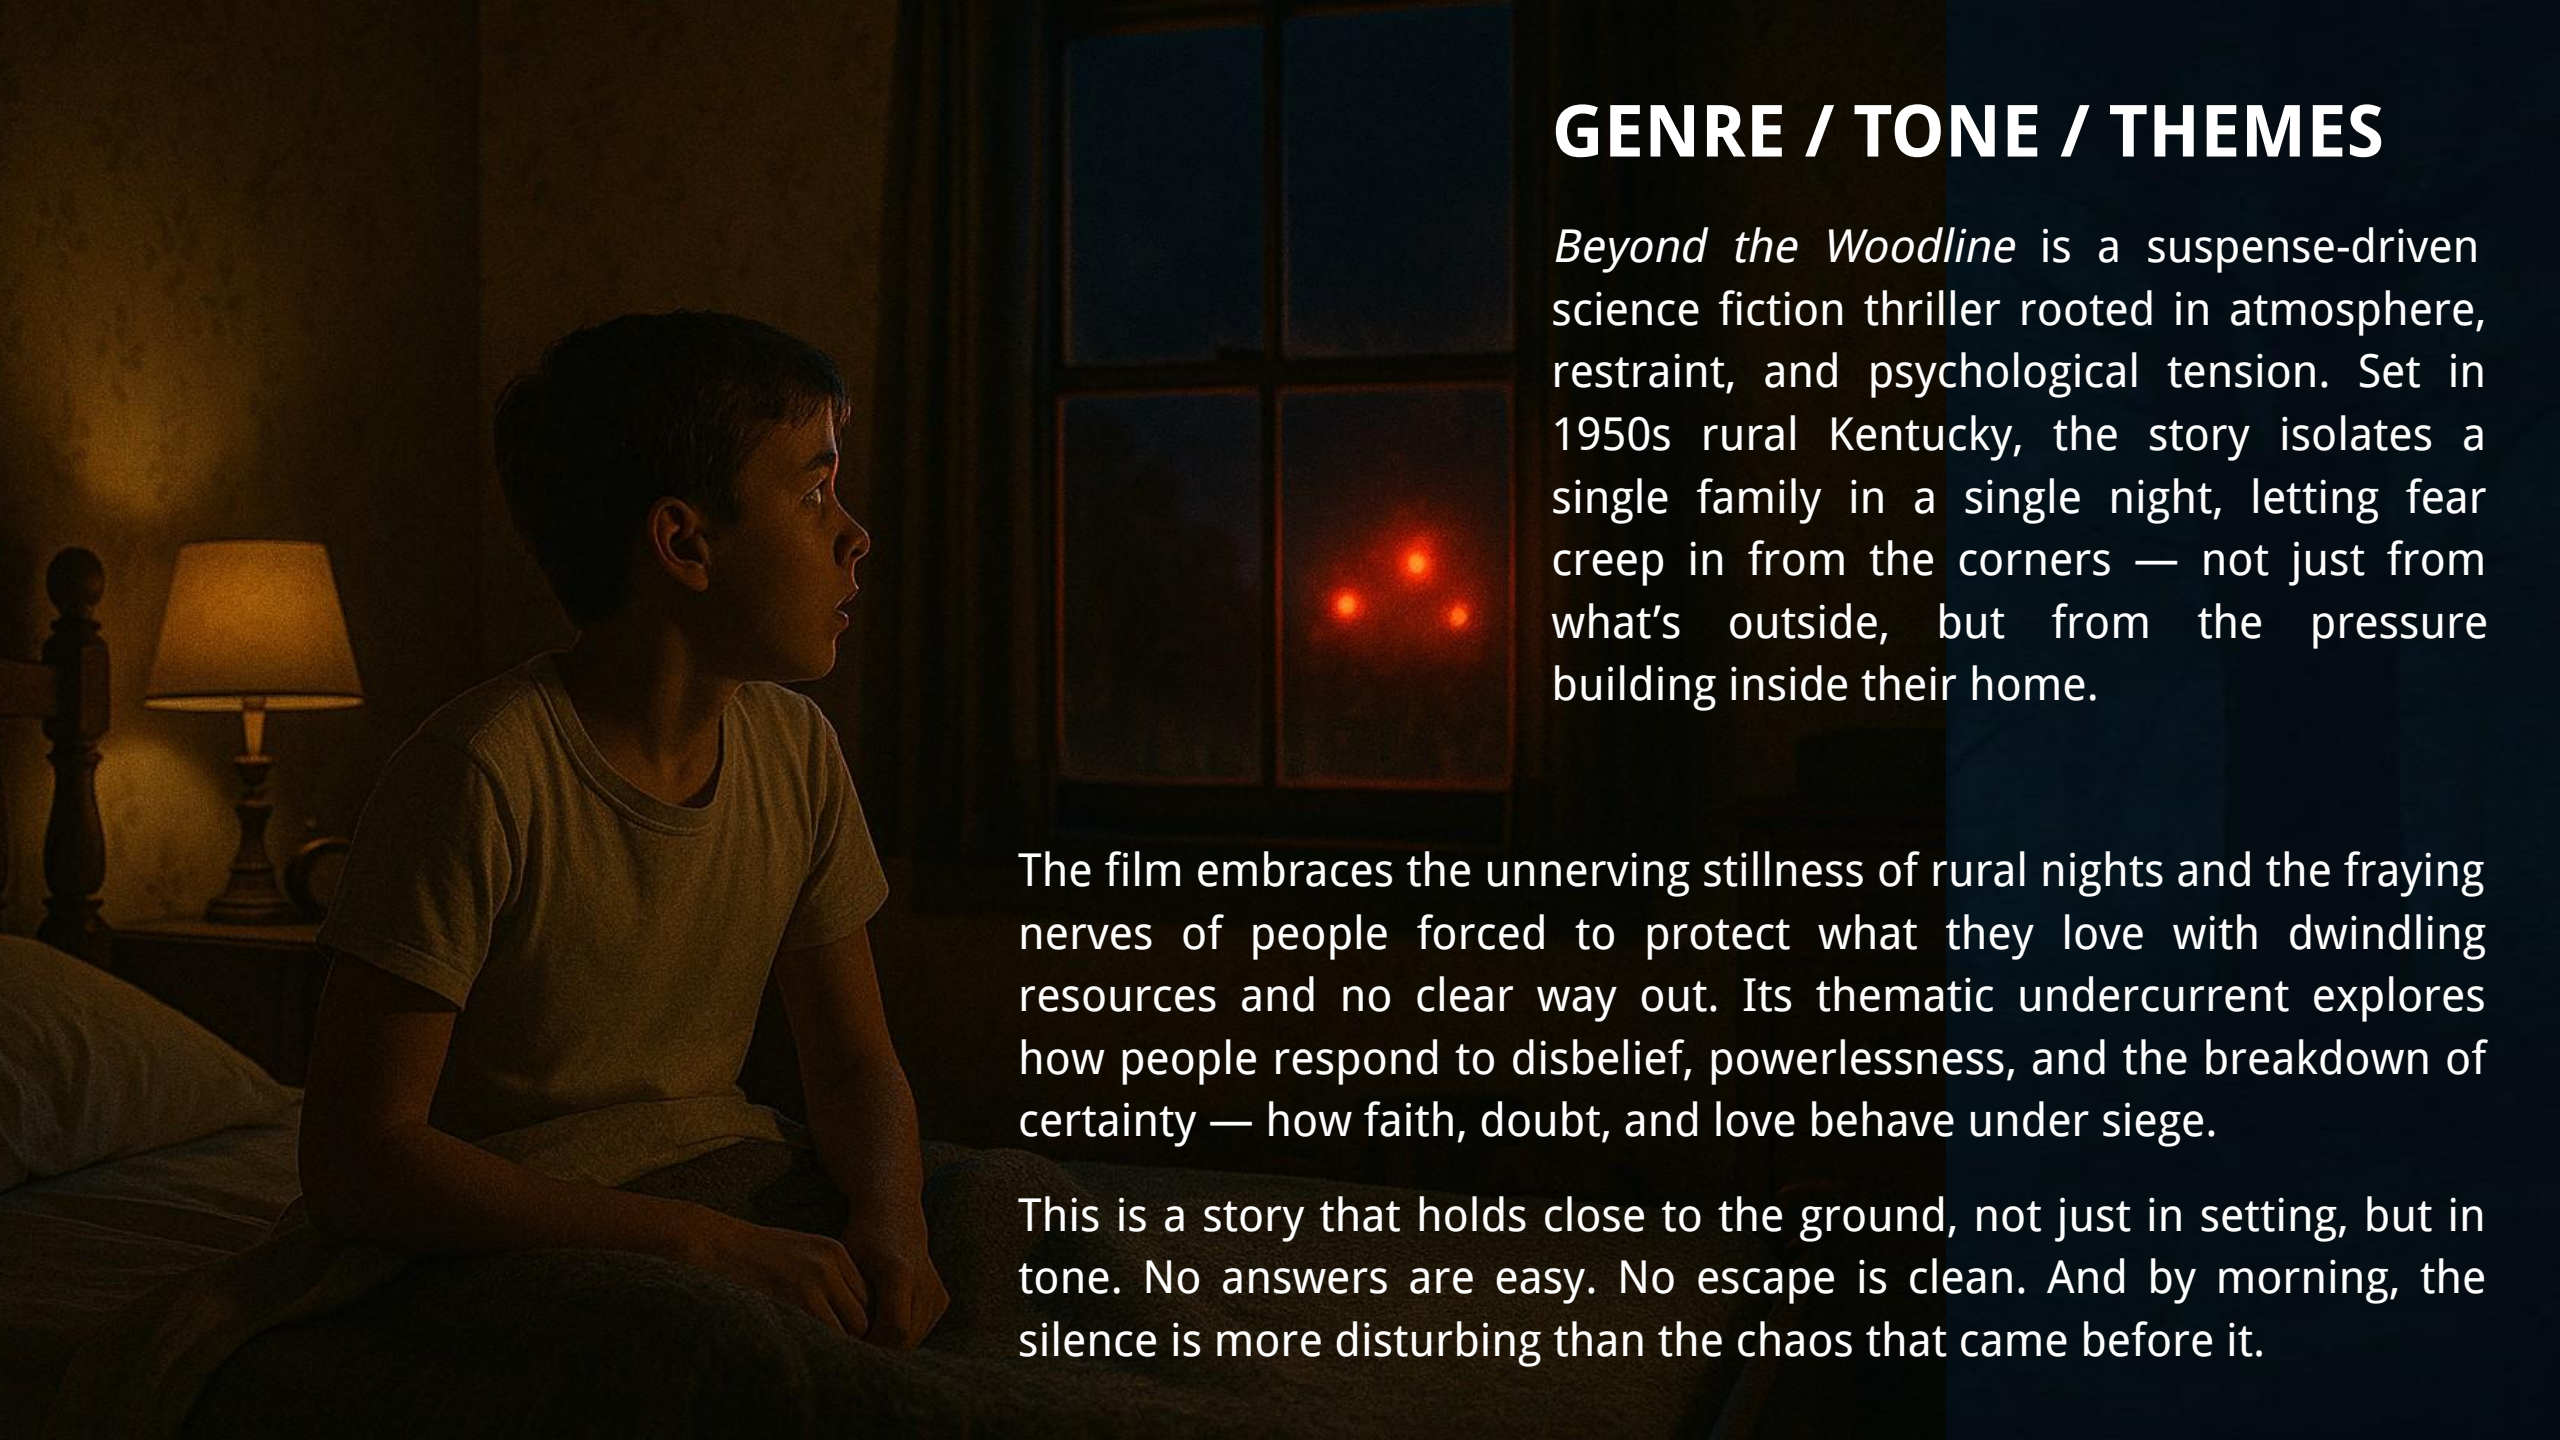 GENRE / TONE / THEMES
Beyond the Woodline is a suspense-driven
science fiction thriller rooted in atmosphere,
restraint, and psychological tension. Set in
1950s rural Kentucky, the story isolates a
single family in a single night, letting fear
creep in from the corners — not just from
what’s outside, but from the pressure
building inside their home.
The film embraces the unnerving stillness of rural nights and the fraying
nerves of people forced to protect what they love with dwindling
resources and no clear way out. Its thematic undercurrent explores
how people respond to disbelief, powerlessness, and the breakdown of
certainty — how faith, doubt, and love behave under siege.
This is a story that holds close to the ground, not just in setting, but in
tone. No answers are easy. No escape is clean. And by morning, the
silence is more disturbing than the chaos that came before it.